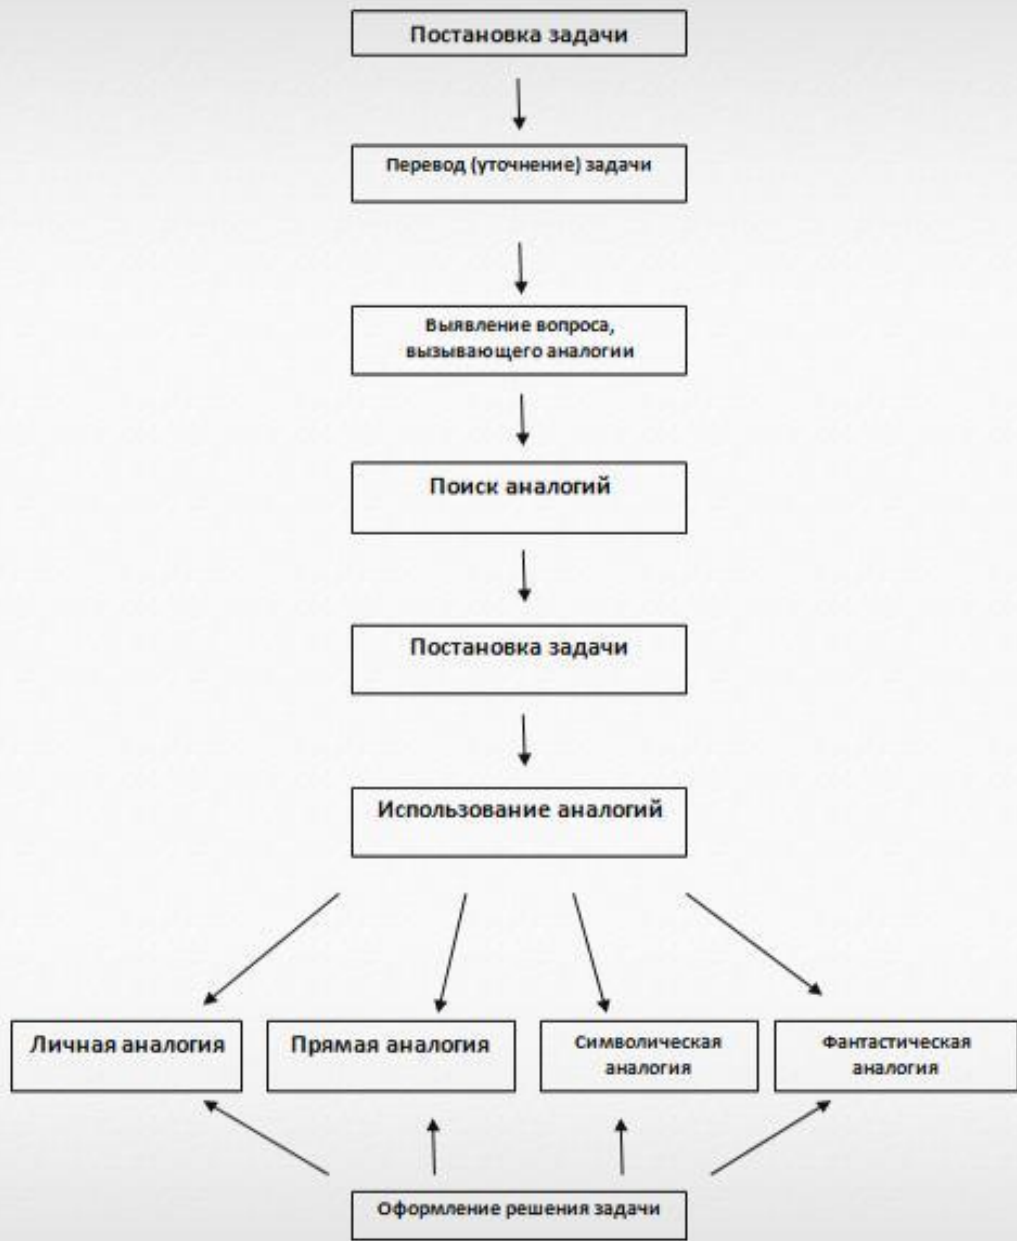 Постановка задачи
Перевод (уточнение) задачи
Выявление вопроса,
вызывающего аналогии
Поиск аналогий
Постановка задачи
Использование аналогий
Личная аналогия
Прямая аналогия
Символическая
аналогия
Фантастическая
аналогия
Оформление решения задачи